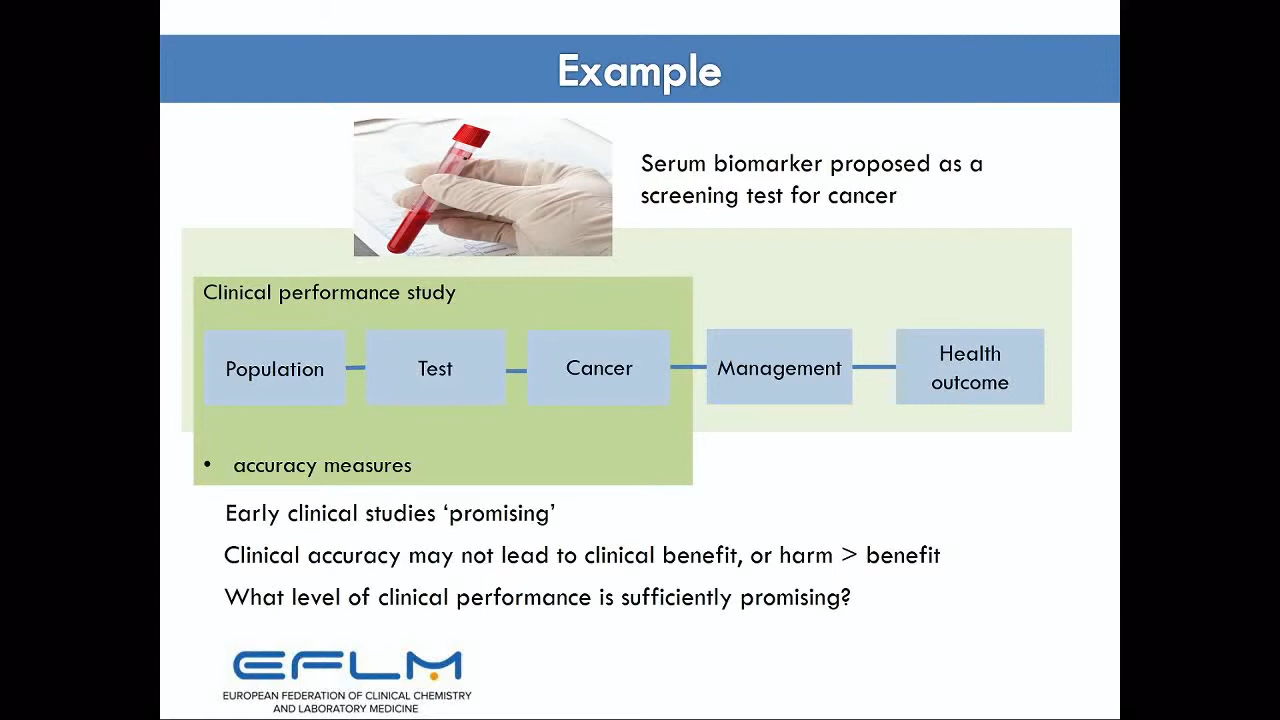 Example
Serum biomarker proposed as a
screening test for cancer
Clinical performance study
Population
Test
Cancer
Management
Health
outcome
• accuracy measures
Early clinical studies ‘promising’
Clinical accuracy may not lead to clinical benefit, or harm > benefit
What level of clinical performance is sufficiently promising?
EFLM
EUROPEAN FEDERATION OF CLINICAL CHEMISTRY
AND LABORATORY MEDICINE